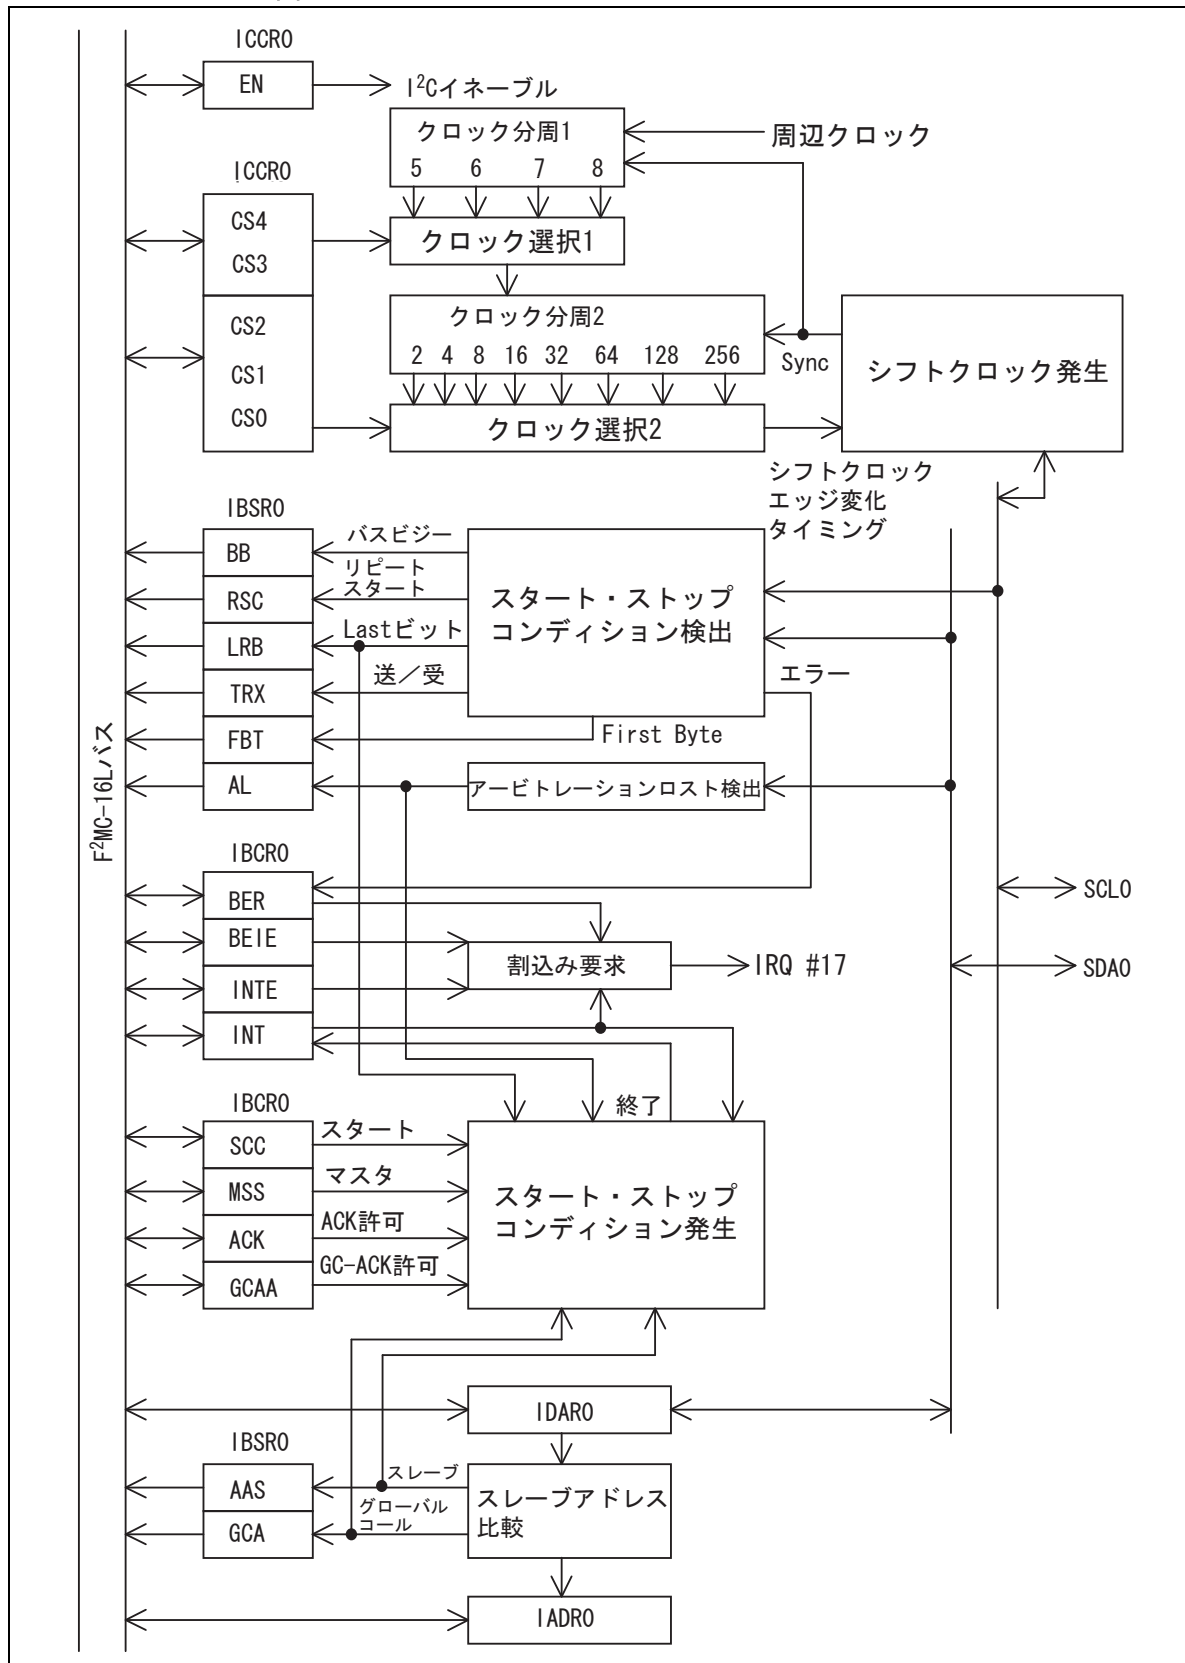 ICCR0
EN
I²Cイネーブル
クロック分周1
5 6 7 8
周辺クロック
ICCR0
CS4
CS3
クロック選択1
CS2
CS1
CS0
クロック分周2
2 4 8 16 32 64 128 256
Sync
シフトクロック発生
クロック選択2
シフトクロック
エッジ変化
タイミング
IBSR0
BB
RSC
LRB
TRX
FBT
AL
バスビジー
リピート
スタート
Lastビット
送／受
スタート・ストップ
コンディション検出
エラー
First Byte
アービトレーションロスト検出
F²MC-16Lバス
IBCR0
BER
BEIE
INTE
INT
割込み要求
IRQ #17
SCL0
SDA0
終了
IBCR0
SCC
MSS
ACK
GCAA
スタート
マスタ
ACK許可
GC-ACK許可
スタート・ストップ
コンディション発生
IDAR0
IBSR0
AAS
GCA
スレーブ
グローバル
コール
スレーブアドレス
比較
IADR0